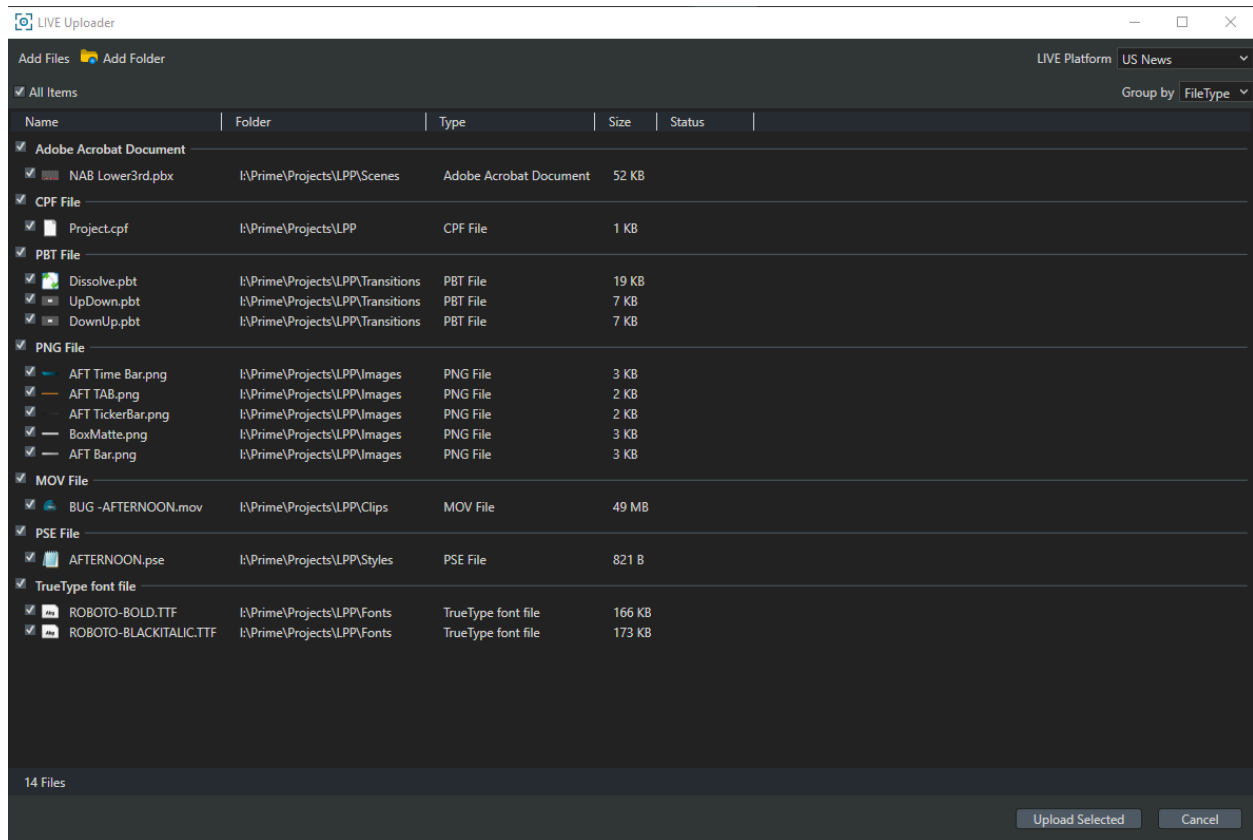 LIVE Uploader
Add Files Add Folder LIVE Platform US News
All Items Group by FileType
Name Folder Type Size Status
Adobe Acrobat Document
NAB Lower3rd.pbx I:\Prime\Projects\LPP\Scenes Adobe Acrobat Document 52 KB
CPF File
Project.cpf I:\Prime\Projects\LPP CPF File 1 KB
PBT File
Dissolve.pbt I:\Prime\Projects\LPP\Transitions PBT File 19 KB
UpDown.pbt I:\Prime\Projects\LPP\Transitions PBT File 7 KB
DownUp.pbt I:\Prime\Projects\LPP\Transitions PBT File 7 KB
PNG File
AFT Time Bar.png I:\Prime\Projects\LPP\Images PNG File 3 KB
AFT TAB.png I:\Prime\Projects\LPP\Images PNG File 2 KB
AFT TickerBar.png I:\Prime\Projects\LPP\Images PNG File 2 KB
BoxMatte.png I:\Prime\Projects\LPP\Images PNG File 3 KB
AFT Bar.png I:\Prime\Projects\LPP\Images PNG File 3 KB
MOV File
BUG -AFTERNOON.mov I:\Prime\Projects\LPP\Clips MOV File 49 MB
PSE File
AFTERNOON.pse I:\Prime\Projects\LPP\Styles PSE File 821 B
TrueType font file
ROBOTO-BOLD.TTF I:\Prime\Projects\LPP\Fonts TrueType font file 166 KB
ROBOTO-BLACKITALIC.TTF I:\Prime\Projects\LPP\Fonts TrueType font file 173 KB
14 Files
Upload Selected Cancel